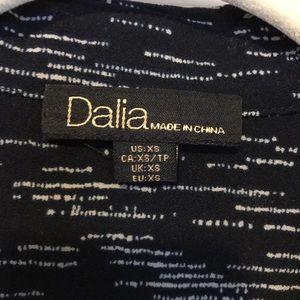 Dalia MADE IN CHINA
US:XS
CA:XS/TP
UK:XS
EU:XS